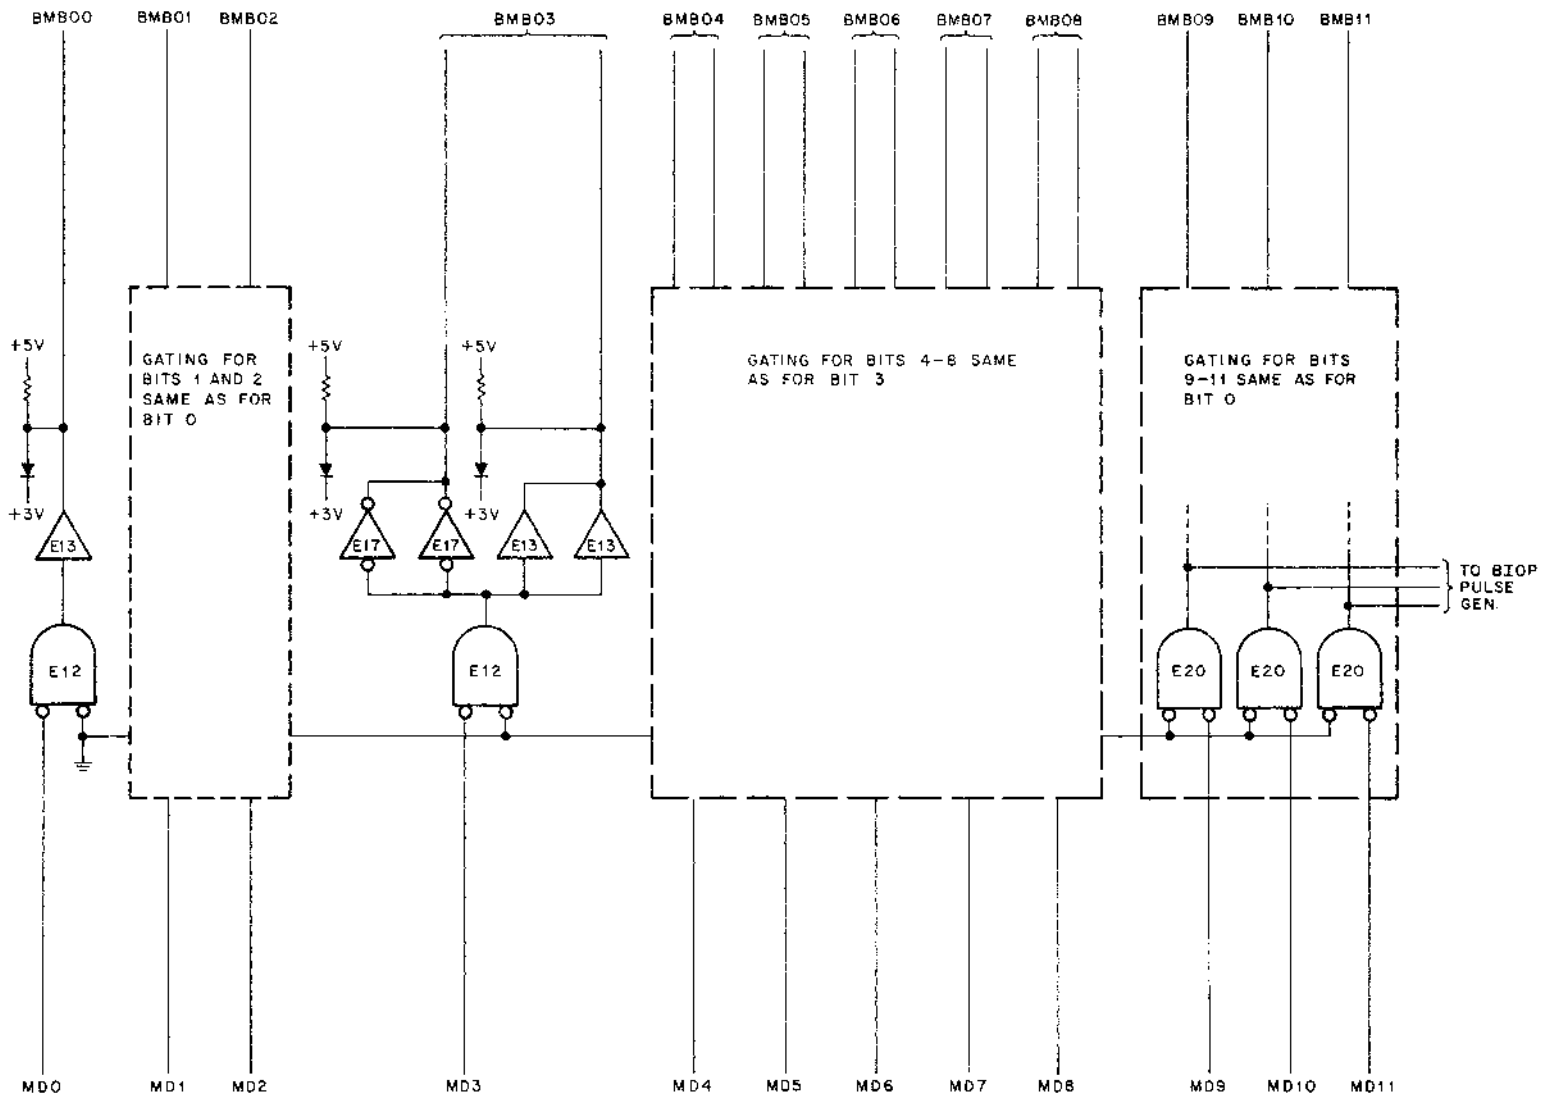 BMB00 BMB01 BMB02 BMB03 BMB04 BMB05 BMB06 BMB07 BMB08 BMB09 BMB10 BMB11
+5V
+3V
E13
E12
GATING FOR
BITS 1 AND 2
SAME AS FOR
BIT 0
+5V
+3V
+5V
+3V
E17 E17 E13 E13
E12
GATING FOR BITS 4-8 SAME
AS FOR BIT 3
GATING FOR BITS
9-11 SAME AS FOR
BIT 0
TO BIOP
PULSE
GEN.
E20 E20 E20
MD0 MD1 MD2 MD3 MD4 MD5 MD6 MD7 MD8 MD9 MD10 MD11